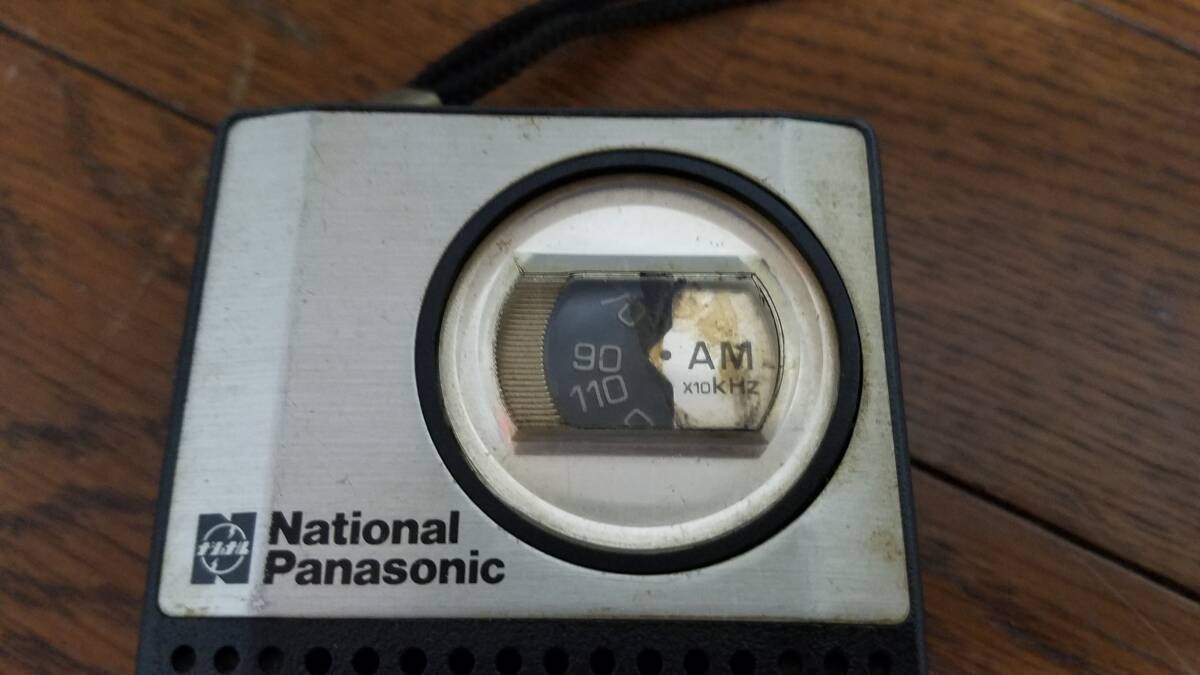 90
110
AM
x10kHz
National
Panasonic